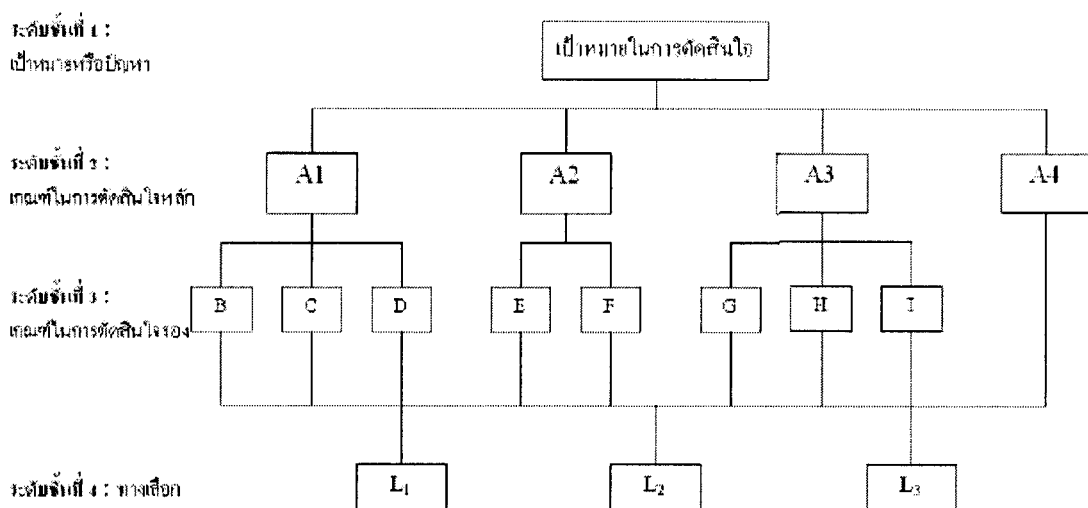 ระดับชั้นที่ 1 :
เป้าหมายหรือปัญหา
เป้าหมายในการตัดสินใจ
ระดับชั้นที่ 2 :
เกณฑ์ในการตัดสินใจหลัก
A1 A2 A3 A4
ระดับชั้นที่ 3 :
เกณฑ์ในการตัดสินใจรอง
B C D E F G H I
ระดับชั้นที่ 4 : ทางเลือก
L₁ L₂ L₃